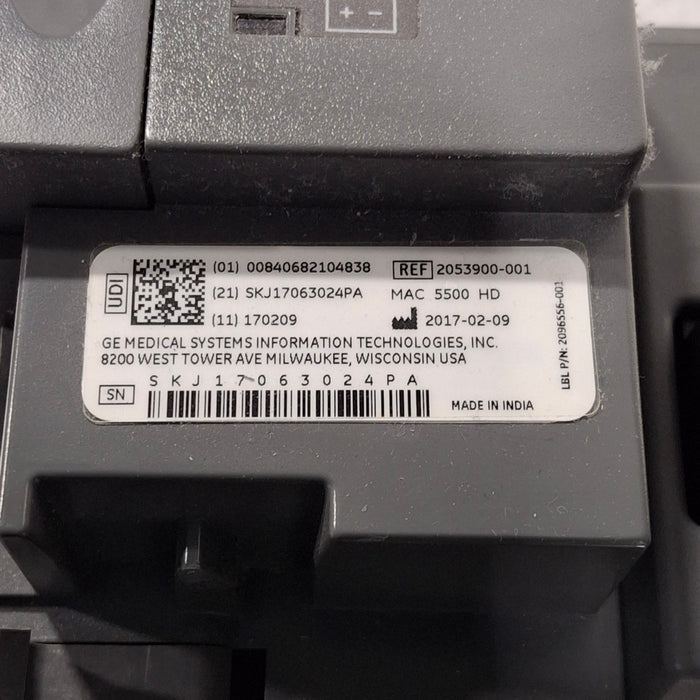 + -
UDI
(01) 00840682104838
REF 2053900-001
(21) SKJ17063024PA
MAC 5500 HD
(11) 170209
2017-02-09
GE MEDICAL SYSTEMS INFORMATION TECHNOLOGIES, INC.
8200 WEST TOWER AVE MILWAUKEE, WISCONSIN USA
SN
SKJ17063024PA
MADE IN INDIA
LBL P/N: 2096556-001